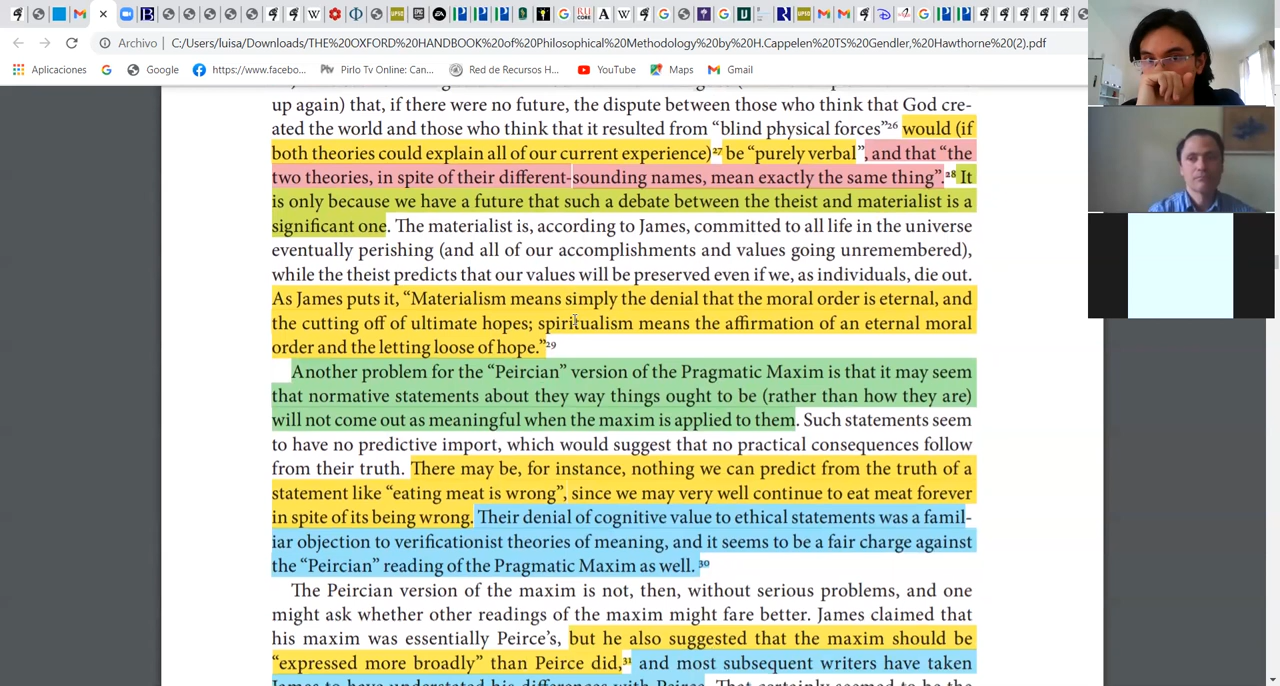 Archivo
C:/Users/luisa/Downloads/THE%20OXFORD%20HANDBOOK%20of%20Philosophical%20Methodology%20by%20H.Cappelen%20TS%20Gendler,%20Hawthorne%20(2).pdf
Aplicaciones
Google
https://www.facebo...
Pirlo Tv Online: Can...
Red de Recursos H...
YouTube
Maps
Gmail
up again) that, if there were no future, the dispute between those who think that God cre-
ated the world and those who think that it resulted from “blind physical forces”26 would (if
both theories could explain all of our current experience)27 be “purely verbal”, and that “the
two theories, in spite of their different-sounding names, mean exactly the same thing”.28 It
is only because we have a future that such a debate between the theist and materialist is a
significant one. The materialist is, according to James, committed to all life in the universe
eventually perishing (and all of our accomplishments and values going unremembered),
while the theist predicts that our values will be preserved even if we, as individuals, die out.
As James puts it, “Materialism means simply the denial that the moral order is eternal, and
the cutting off of ultimate hopes; spiritualism means the affirmation of an eternal moral
order and the letting loose of hope.”29
Another problem for the “Peircian” version of the Pragmatic Maxim is that it may seem
that normative statements about they way things ought to be (rather than how they are)
will not come out as meaningful when the maxim is applied to them. Such statements seem
to have no predictive import, which would suggest that no practical consequences follow
from their truth. There may be, for instance, nothing we can predict from the truth of a
statement like “eating meat is wrong”, since we may very well continue to eat meat forever
in spite of its being wrong. Their denial of cognitive value to ethical statements was a famil-
iar objection to verificationist theories of meaning, and it seems to be a fair charge against
the “Peircian” reading of the Pragmatic Maxim as well. 30
The Peircian version of the maxim is not, then, without serious problems, and one
might ask whether other readings of the maxim might fare better. James claimed that
his maxim was essentially Peirce’s, but he also suggested that the maxim should be
“expressed more broadly” than Peirce did,31 and most subsequent writers have taken
James to have understood his differences with Peirce. That certainly seemed to be the